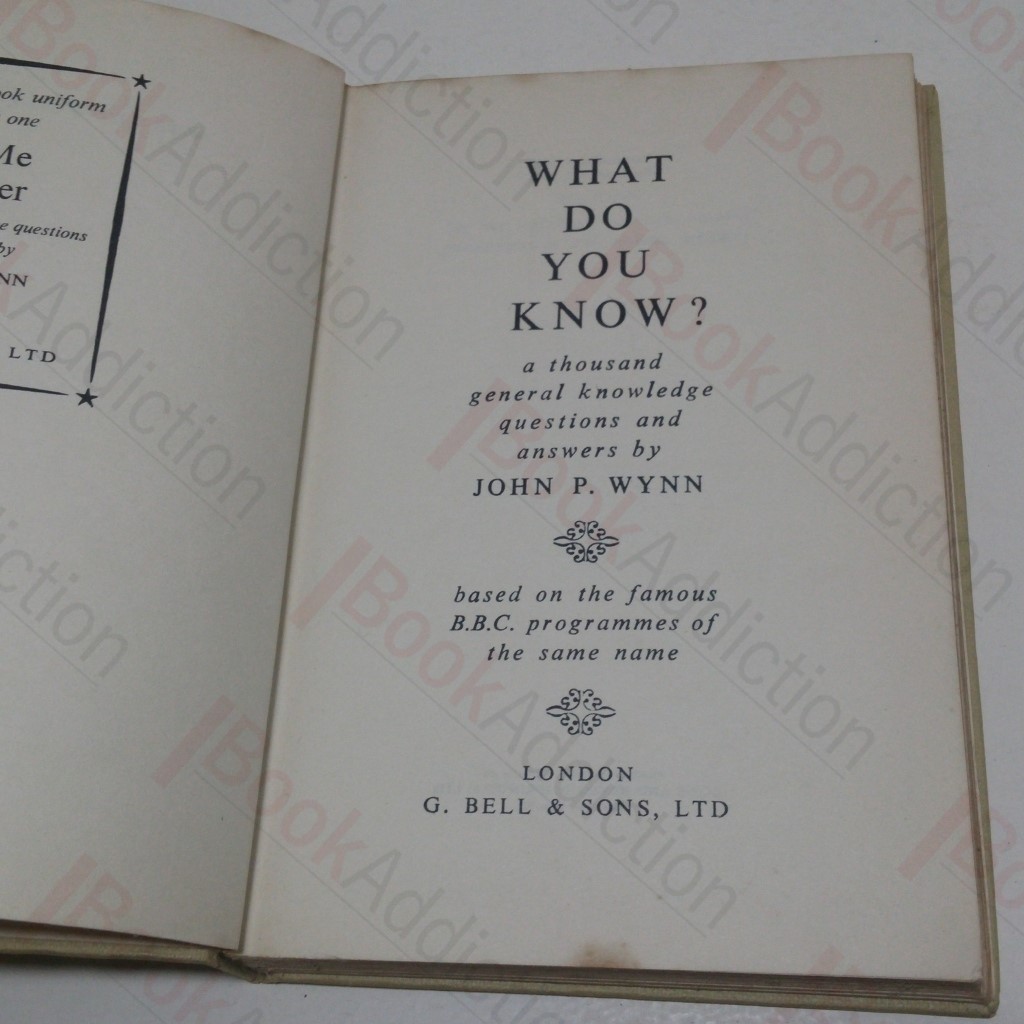 ook uniform
one
Me
er
e questions
by
NN
LTD
WHAT
DO
YOU
KNOW?
a thousand
general knowledge
questions and
answers by
JOHN P. WYNN
based on the famous
B.B.C. programmes of
the same name
LONDON
G. BELL & SONS, LTD
BookAddiction